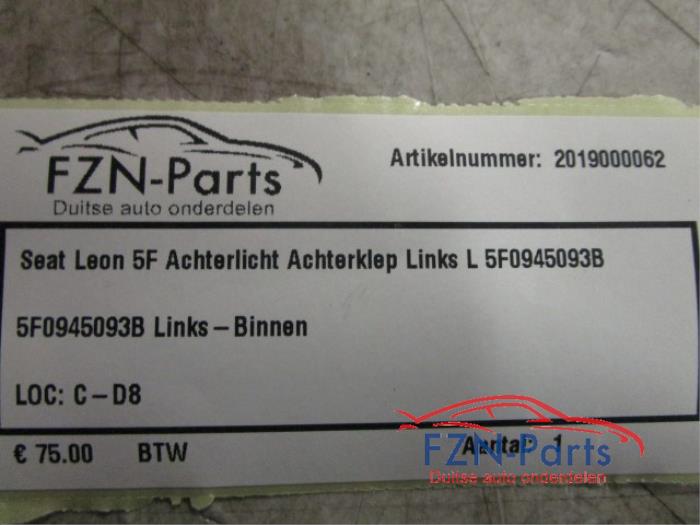 FZN-Parts
Duitse auto onderdelen
Artikelnummer: 2019000062
Seat Leon 5F Achterlicht Achterklep Links L 5F0945093B
5F0945093B Links-Binnen
LOC: C-D8
€ 75.00 BTW Aantal: 1
FZN-Parts
Duitse auto onderdelen